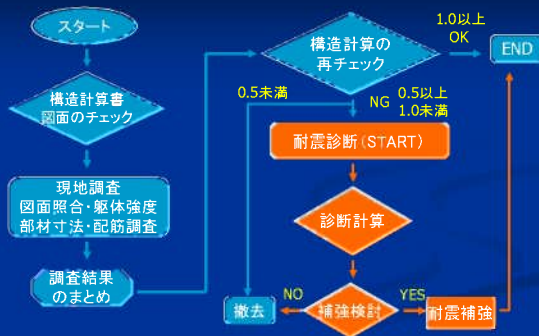 スタート
構造計算書
図面のチェック
現地調査
図面照合・躯体強度
部材寸法・配筋調査
調査結果
のまとめ
構造計算の
再チェック
1.0以上
OK
END
0.5未満
NG
0.5以上
1.0未満
耐震診断(START)
診断計算
補強検討
NO
撤去
YES
耐震補強